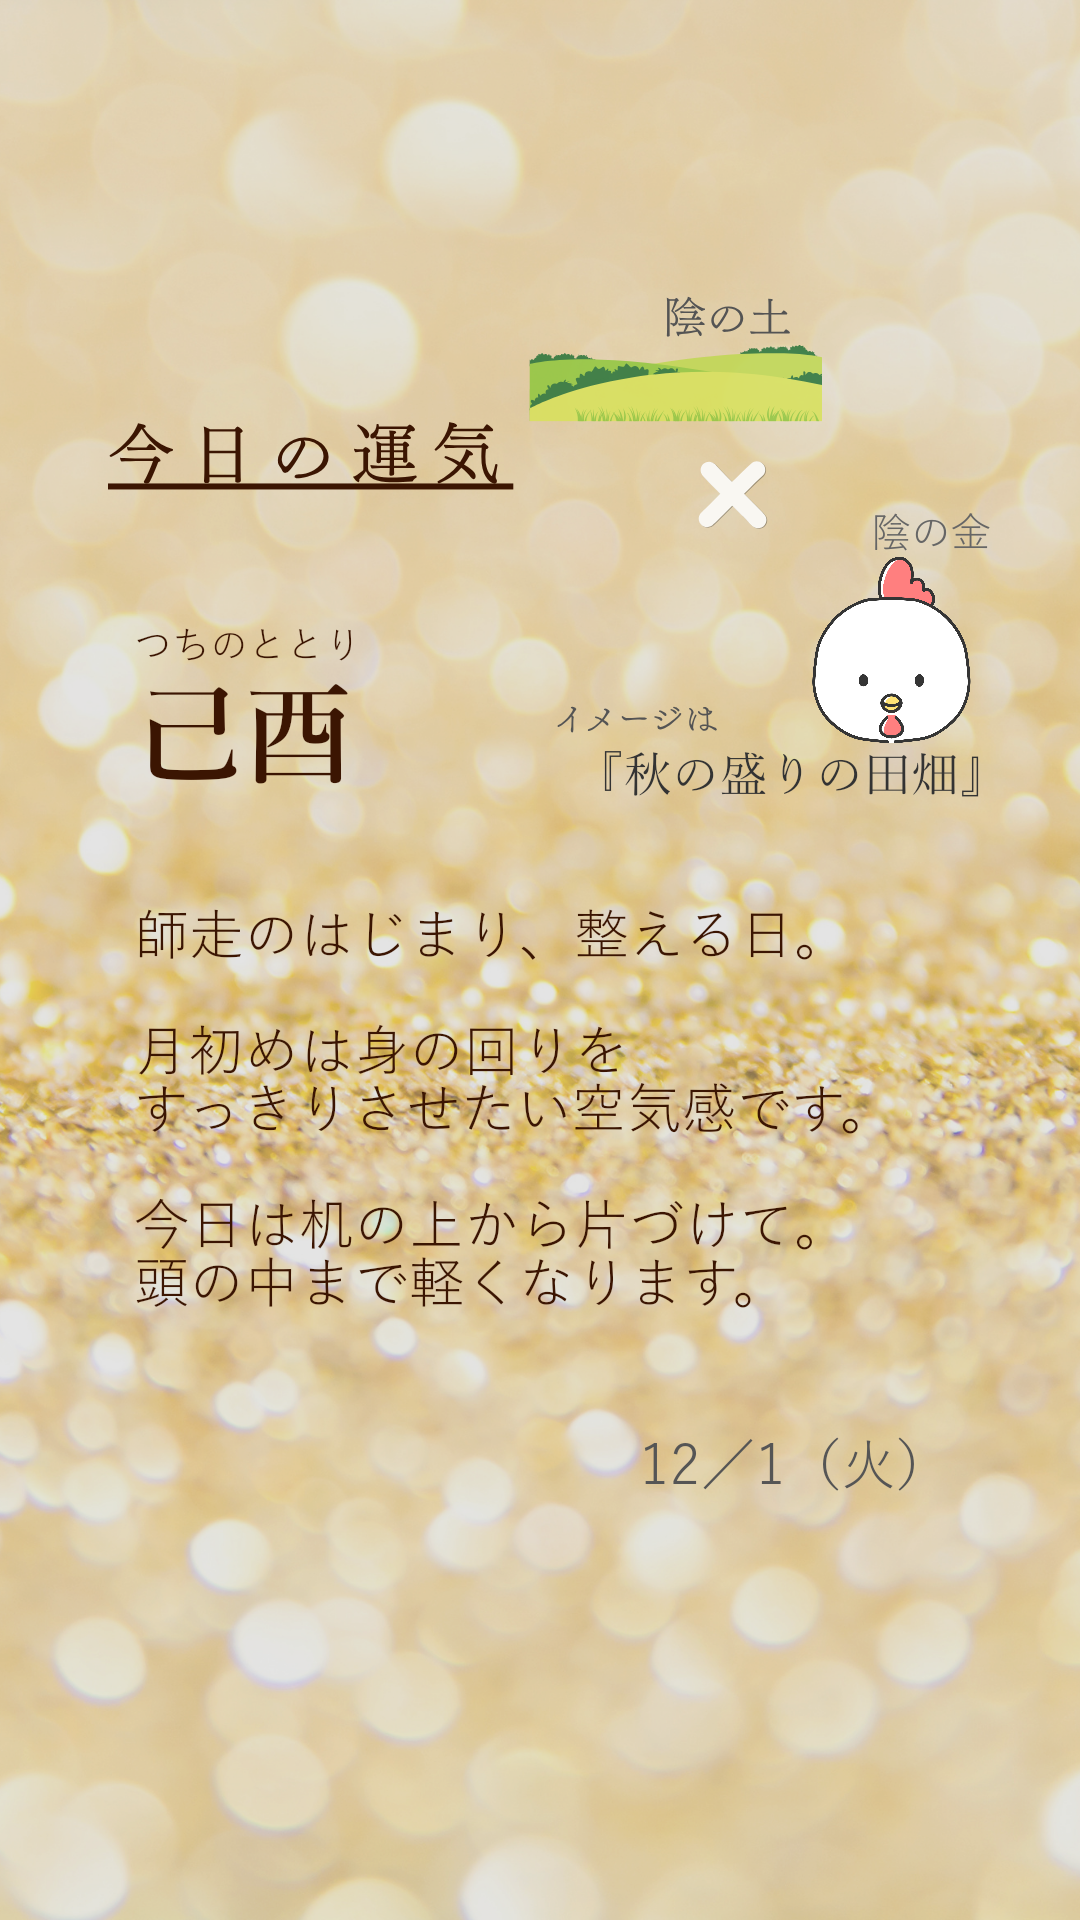 今日の運気
陰の土
陰の金
つちのととり
己酉
イメージは
『秋の盛りの田畑』
師走のはじまり、整える日。
月初めは身の回りを
すっきりさせたい空気感です。
今日は机の上から片づけて。
頭の中まで軽くなります。
12／1（火）